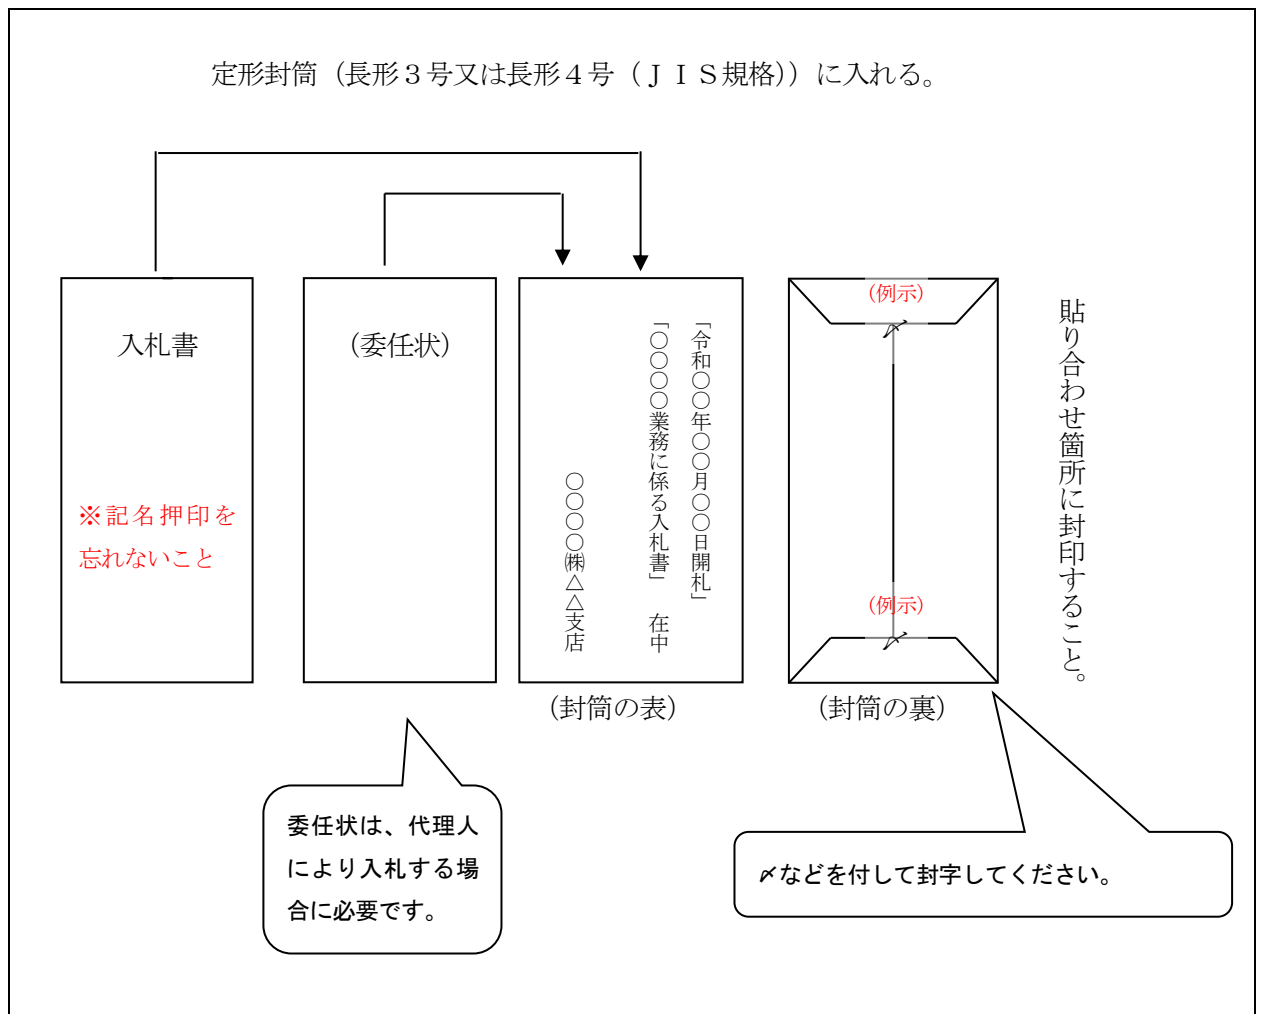 定形封筒（長形３号又は長形４号（ＪＩＳ規格））に入れる。
入札書
※記名押印を
忘れないこと
（委任状）
「令和〇〇年〇〇月〇〇日開札」
「〇〇〇〇業務に係る入札書」　在中
〇〇〇〇㈱△△支店
（封筒の表）
（例示）
〆
（例示）
〆
（封筒の裏）
貼り合わせ箇所に封印すること。
委任状は、代理人
により入札する場
合に必要です。
〆などを付して封字してください。